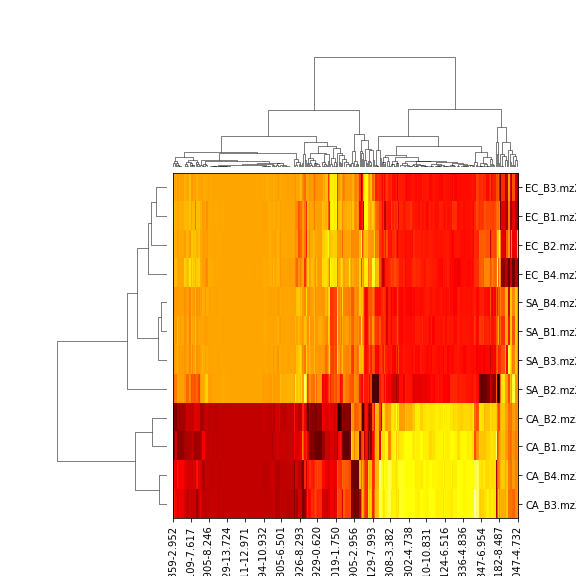 EC_B3.mz
EC_B1.mz
EC_B2.mz
EC_B4.mz
SA_B4.mz
SA_B1.mz
SA_B3.mz
SA_B2.mz
CA_B2.mz
CA_B1.mz
CA_B4.mz
CA_B3.mz
359-2.952
.09-7.617
905-8.246
29-13.724
11-12.971
94-10.932
805-6.501
926-8.293
929-0.620
019-1.750
905-2.956
129-7.993
308-3.382
802-4.738
10-10.831
124-6.516
336-4.836
947-6.954
182-8.487
047-4.732